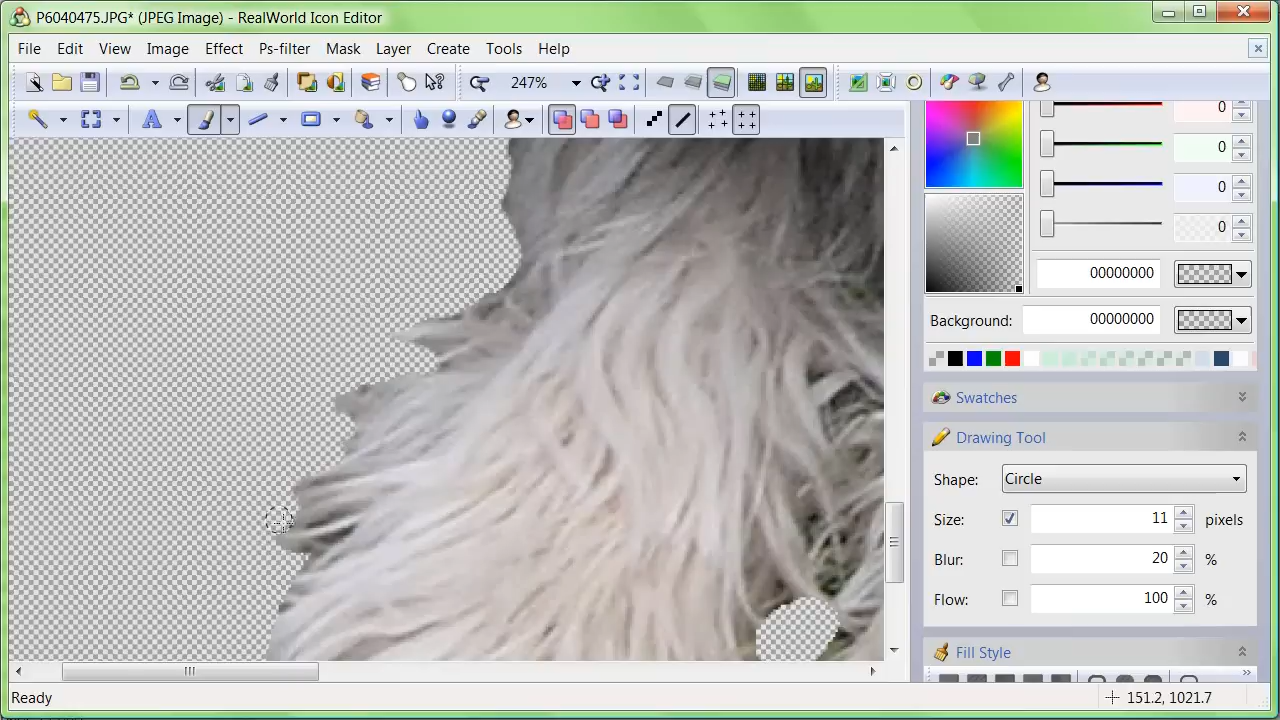 P6040475.JPG* (JPEG Image) - RealWorld Icon Editor
File Edit View Image Effect Ps-filter Mask Layer Create Tools Help
247%
0
0
0
0
00000000
Background: 00000000
Swatches
Drawing Tool
Shape: Circle
Size: 11 pixels
Blur: 20 %
Flow: 100 %
Fill Style
Ready
151.2, 1021.7